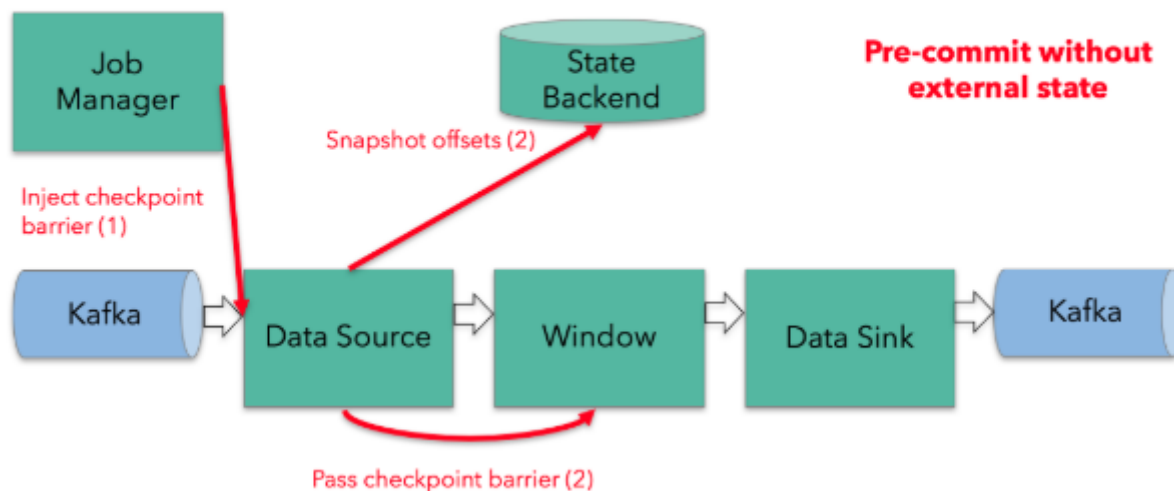 Job
Manager
State
Backend
Pre-commit without
external state
Snapshot offsets (2)
Inject checkpoint
barrier (1)
Kafka
Data Source
Window
Data Sink
Kafka
Pass checkpoint barrier (2)